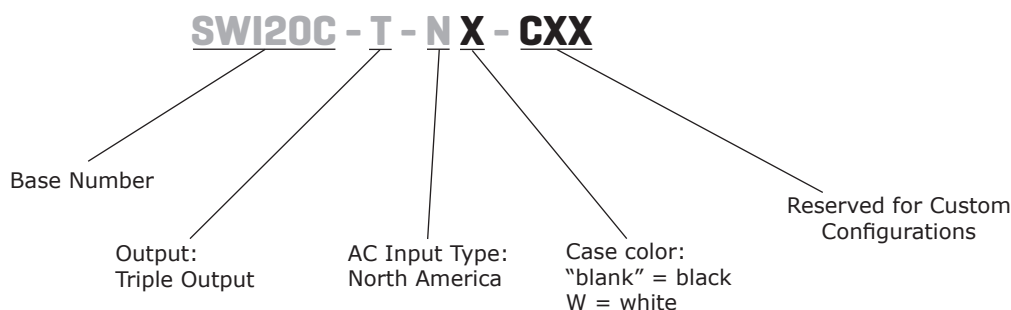 SWI20C - T - N X - CXX
Base Number
Reserved for Custom
Configurations
Output:
Triple Output
AC Input Type:
North America
Case color:
“blank” = black
W = white